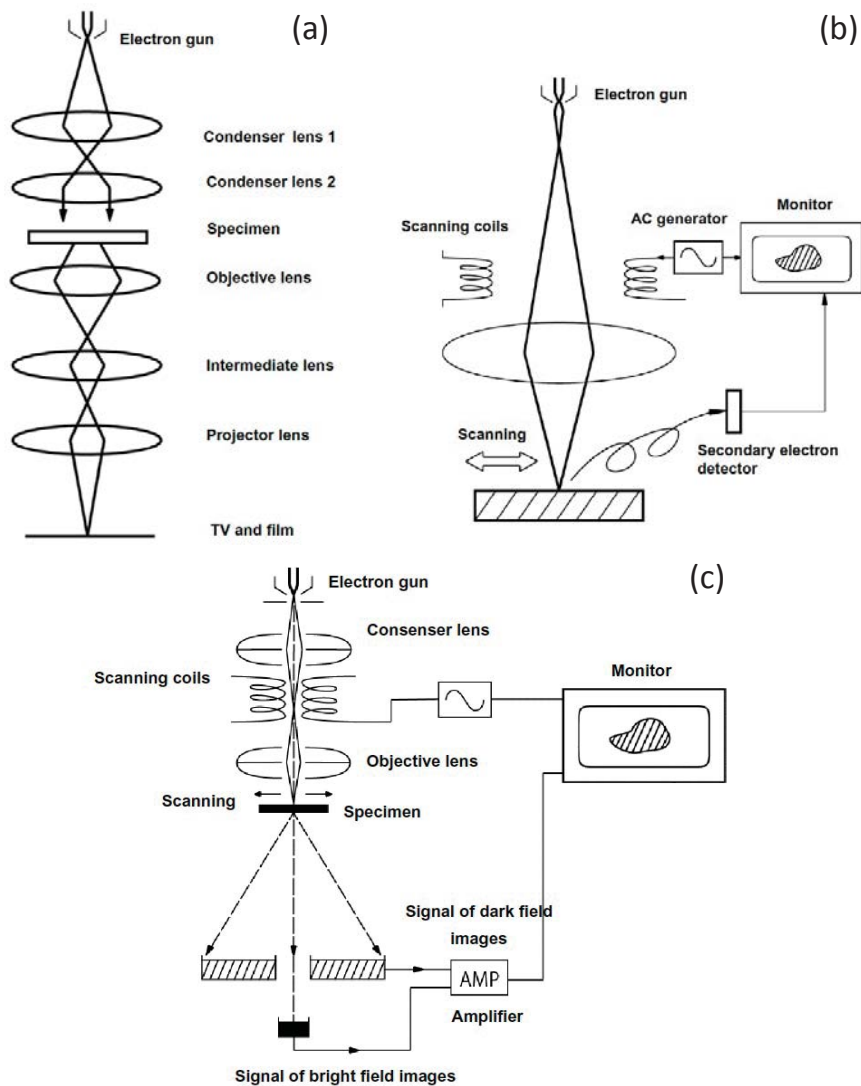 (a)
Electron gun
Condenser lens 1
Condenser lens 2
Specimen
Objective lens
Intermediate lens
Projector lens
TV and film
(b)
Electron gun
Scanning coils
AC generator
Monitor
Scanning
Secondary electron
detector
(c)
Electron gun
Consenser lens
Scanning coils
Monitor
Objective lens
Scanning
Specimen
Signal of dark field
images
AMP
Amplifier
Signal of bright field images